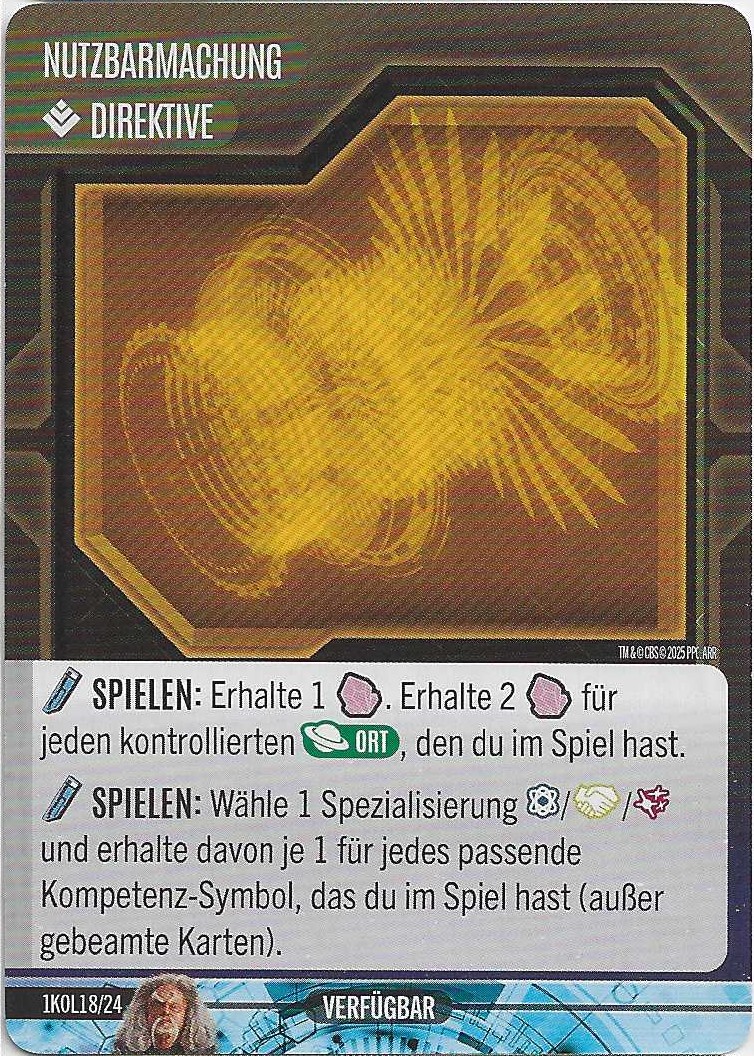 NUTZBARMACHUNG
DIREKTIVE
TM & © CBS © 2025 PPC. ARR
SPIELEN: Erhalte 1 . Erhalte 2 für
jeden kontrollierten ORT, den du im Spiel hast.
SPIELEN: Wähle 1 Spezialisierung / /
und erhalte davon je 1 für jedes passende
Kompetenz-Symbol, das du im Spiel hast (außer
gebeamte Karten).
1KOL18/24
VERFÜGBAR